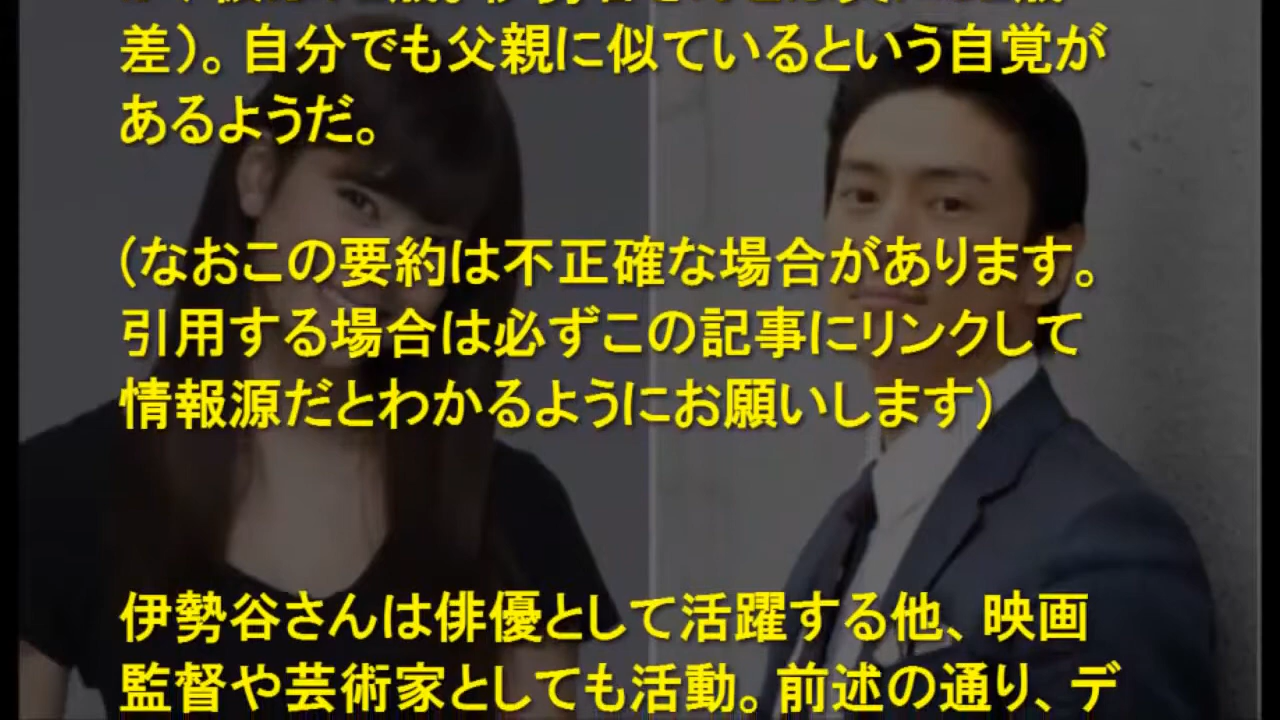 差）。自分でも父親に似ているという自覚が
あるようだ。
（なおこの要約は不正確な場合があります。
引用する場合は必ずこの記事にリンクして
情報源だとわかるようにお願いします）
伊勢谷さんは俳優として活躍する他、映画
監督や芸術家としても活動。前述の通り、デ